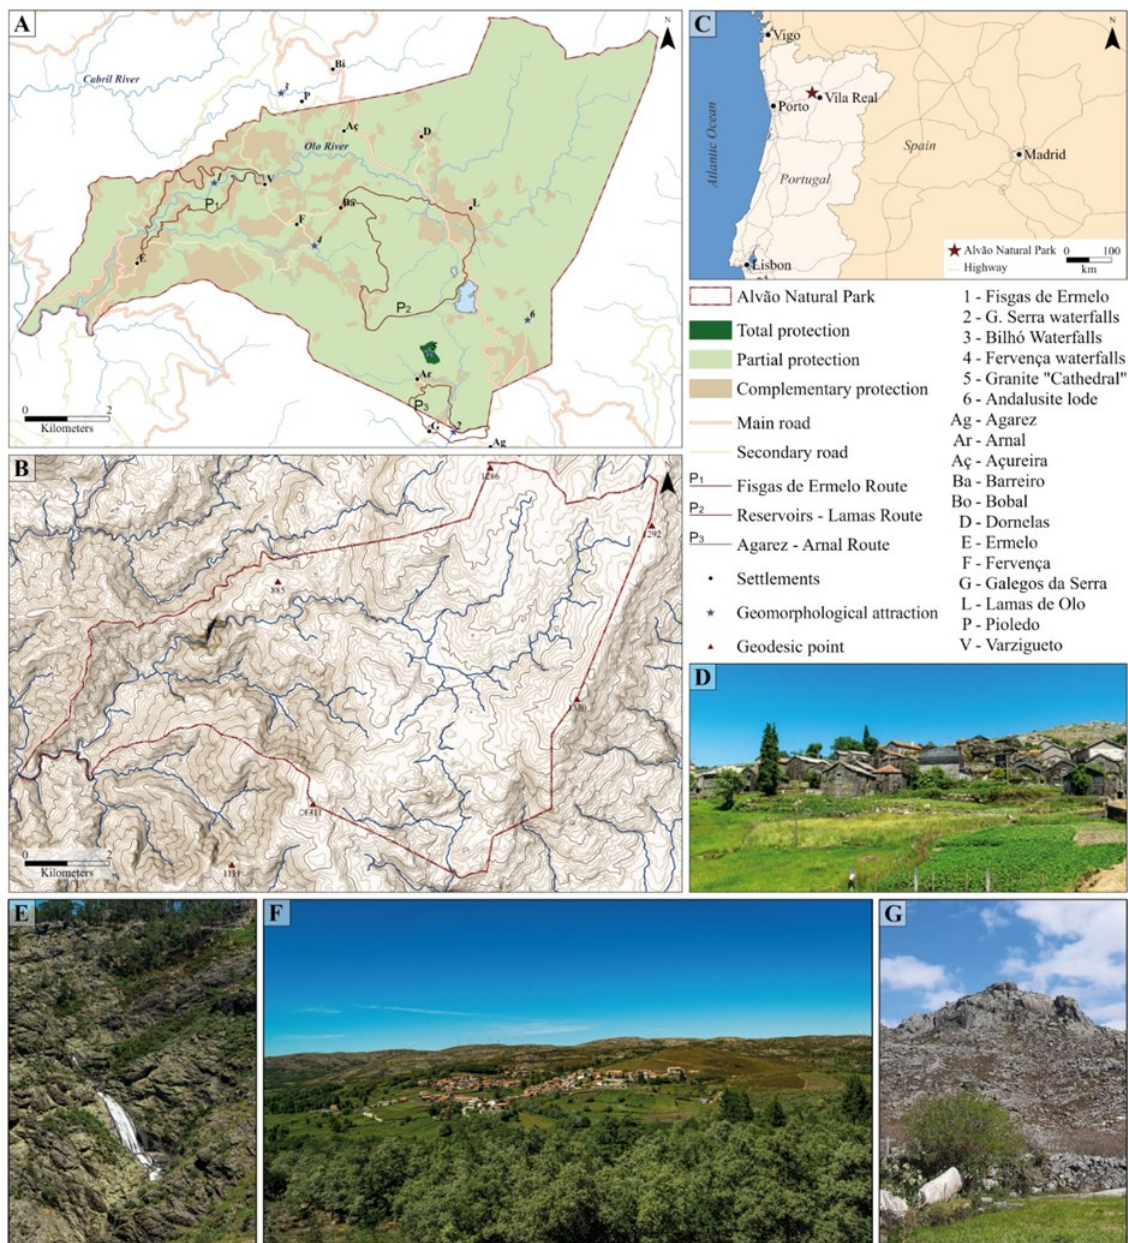 A
N
Bi
Cabril River
3
P
Aç
D
Olo River
1
V
P1
Ba
L
F
4
E
P2
6
5
Ar
P3
G
2
Ag
0 2
Kilometers
C
N
Vigo
Porto
Vila Real
Atlantic Ocean
Spain
Madrid
Portugal
Lisbon
Alvão Natural Park
Highway
0 100
km
Alvão Natural Park
Total protection
Partial protection
Complementary protection
Main road
Secondary road
P1
Fisgas de Ermelo Route
P2
Reservoirs - Lamas Route
P3
Agarez - Arnal Route
Settlements
Geomorphological attraction
Geodesic point
1 - Fisgas de Ermelo
2 - G. Serra waterfalls
3 - Bilhó Waterfalls
4 - Fervença waterfalls
5 - Granite "Cathedral"
6 - Andalusite lode
Ag - Agarez
Ar - Arnal
Aç - Açureira
Ba - Barreiro
Bo - Bobal
D - Dornelas
E - Ermelo
F - Fervença
G - Galegos da Serra
L - Lamas de Olo
P - Pioledo
V - Varzigueto
B
N
1286
1292
885
1330
1111
0 2
Kilometers
D
E
F
G